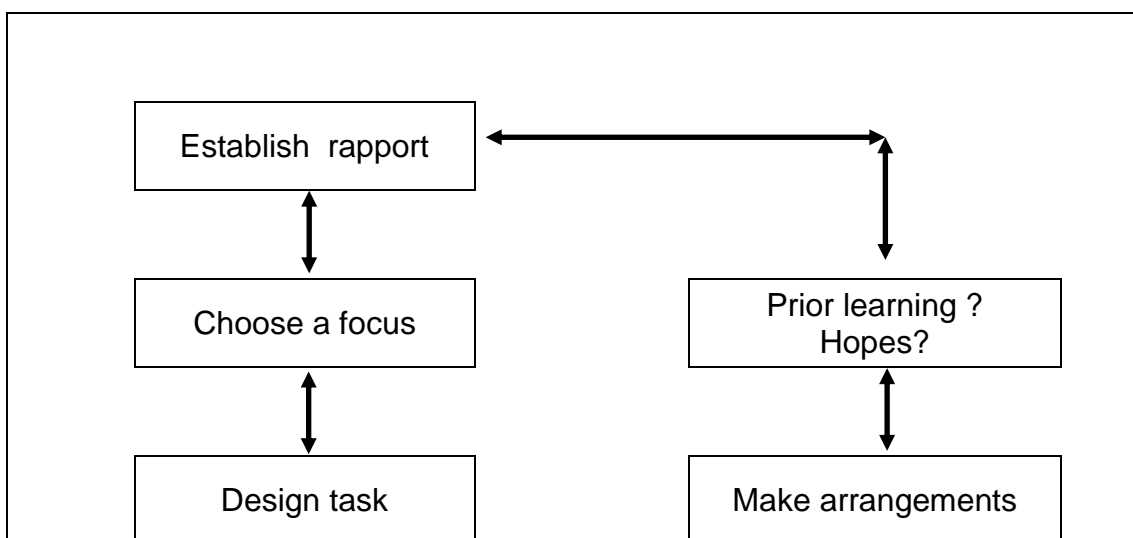 Establish  rapport
Choose a focus
Prior learning ?
Hopes?
Design task
Make arrangements